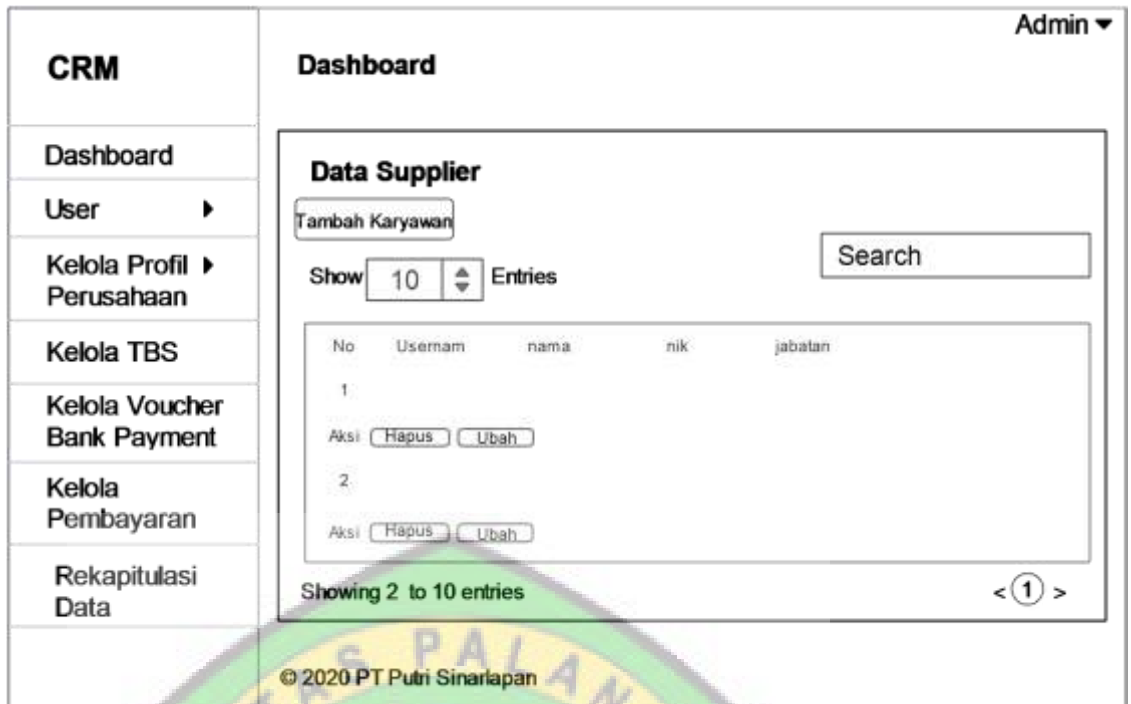 Admin
CRM
Dashboard
Dashboard
User
Kelola Profil
Perusahaan
Kelola TBS
Kelola Voucher
Bank Payment
Kelola
Pembayaran
Rekapitulasi
Data
Data Supplier
Tambah Karyawan
Show 10 Entries
Search
No Usernam nama nik jabatan
1
Aksi Hapus Ubah
2
Aksi Hapus Ubah
Showing 2 to 10 entries
< 1 >
© 2020 PT Putri Sinarlapan
AS PALAN